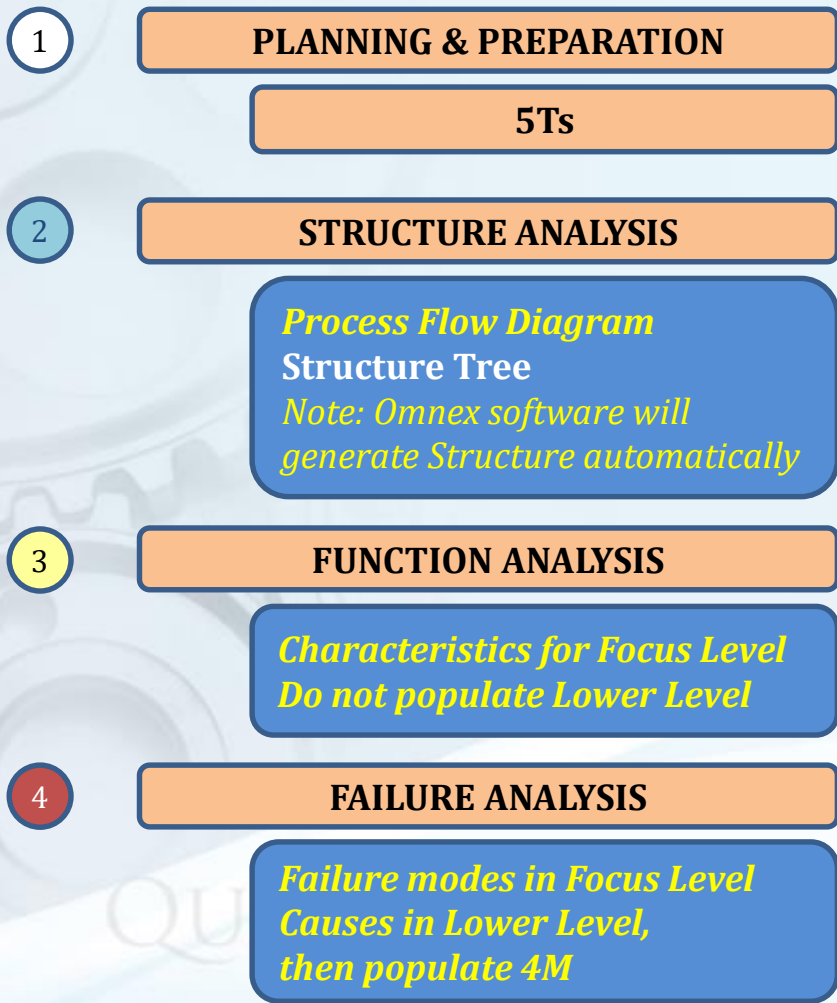 1
PLANNING & PREPARATION
5Ts
2
STRUCTURE ANALYSIS
Process Flow Diagram
Structure Tree
Note: Omnex software will
generate Structure automatically
3
FUNCTION ANALYSIS
Characteristics for Focus Level
Do not populate Lower Level
4
FAILURE ANALYSIS
Failure modes in Focus Level
Causes in Lower Level,
then populate 4M